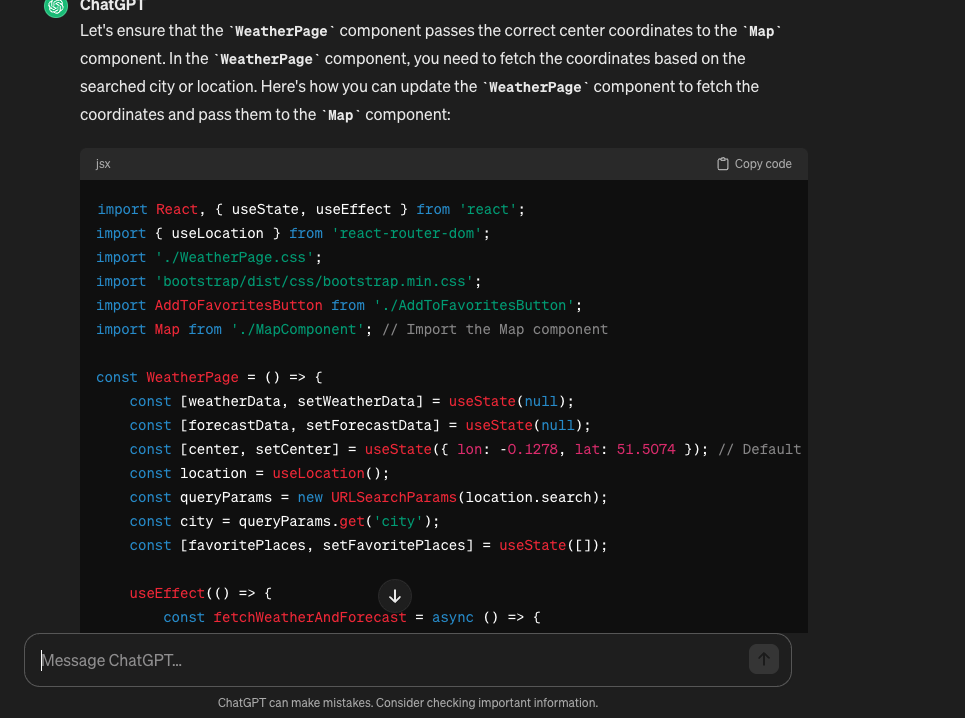 ChatGPT
Let's ensure that the `WeatherPage` component passes the correct center coordinates to the `Map`
component. In the `WeatherPage` component, you need to fetch the coordinates based on the
searched city or location. Here's how you can update the `WeatherPage` component to fetch the
coordinates and pass them to the `Map` component:
jsx
Copy code
import React, { useState, useEffect } from 'react';
import { useLocation } from 'react-router-dom';
import './WeatherPage.css';
import 'bootstrap/dist/css/bootstrap.min.css';
import AddToFavoritesButton from './AddToFavoritesButton';
import Map from './MapComponent'; // Import the Map component
const WeatherPage = () => {
const [weatherData, setWeatherData] = useState(null);
const [forecastData, setForecastData] = useState(null);
const [center, setCenter] = useState({ lon: -0.1278, lat: 51.5074 }); // Default
const location = useLocation();
const queryParams = new URLSearchParams(location.search);
const city = queryParams.get('city');
const [favoritePlaces, setFavoritePlaces] = useState([]);
useEffect(() => {
const fetchWeatherAndForecast = async () => {
Message ChatGPT...
ChatGPT can make mistakes. Consider checking important information.